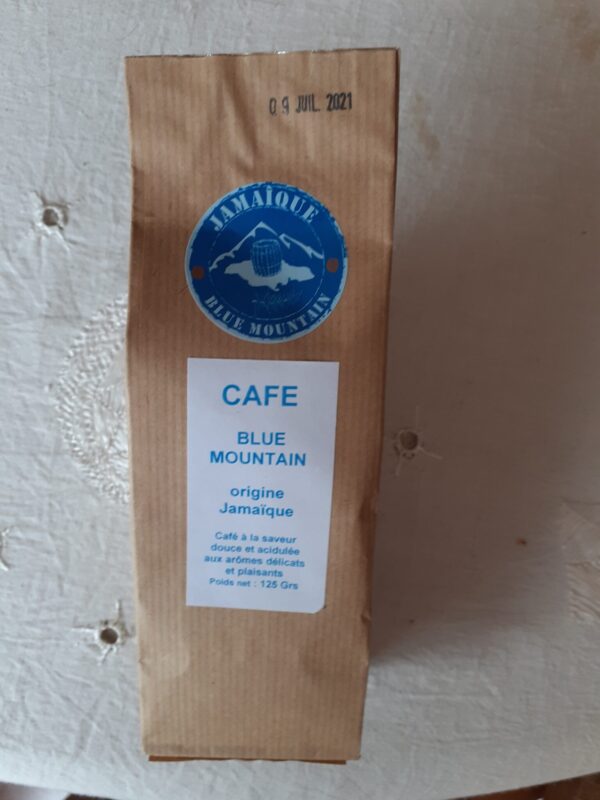 09 JUIL. 2021
JAMAÏQUE
BLUE MOUNTAIN
CAFE
BLUE
MOUNTAIN
origine
Jamaïque
Café à la saveur
douce et acidulée
aux arômes délicats
et plaisants
Poids net : 125 Grs